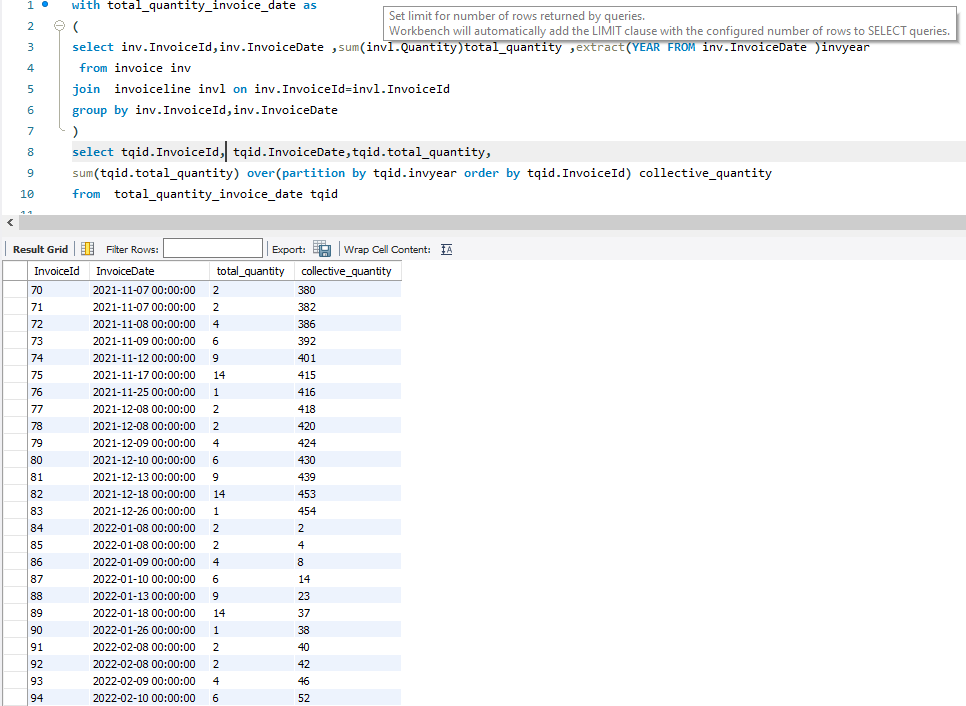 1 with total_quantity_invoice_date as
Set limit for number of rows returned by queries.
Workbench will automatically add the LIMIT clause with the configured number of rows to SELECT queries.
2 (
3 select inv.InvoiceId,inv.InvoiceDate ,sum(invl.Quantity)total_quantity ,extract(YEAR FROM inv.InvoiceDate )invyear
4 from invoice inv
5 join invoiceline invl on inv.InvoiceId=invl.InvoiceId
6 group by inv.InvoiceId,inv.InvoiceDate
7 )
8 select tqid.InvoiceId, tqid.InvoiceDate,tqid.total_quantity,
9 sum(tqid.total_quantity) over(partition by tqid.invyear order by tqid.InvoiceId) collective_quantity
10 from total_quantity_invoice_date tqid
11
Result Grid Filter Rows: Export: Wrap Cell Content: IA
InvoiceId InvoiceDate total_quantity collective_quantity
70 2021-11-07 00:00:00 2 380
71 2021-11-07 00:00:00 2 382
72 2021-11-08 00:00:00 4 386
73 2021-11-09 00:00:00 6 392
74 2021-11-12 00:00:00 9 401
75 2021-11-17 00:00:00 14 415
76 2021-11-25 00:00:00 1 416
77 2021-12-08 00:00:00 2 418
78 2021-12-08 00:00:00 2 420
79 2021-12-09 00:00:00 4 424
80 2021-12-10 00:00:00 6 430
81 2021-12-13 00:00:00 9 439
82 2021-12-18 00:00:00 14 453
83 2021-12-26 00:00:00 1 454
84 2022-01-08 00:00:00 2 2
85 2022-01-08 00:00:00 2 4
86 2022-01-09 00:00:00 4 8
87 2022-01-10 00:00:00 6 14
88 2022-01-13 00:00:00 9 23
89 2022-01-18 00:00:00 14 37
90 2022-01-26 00:00:00 1 38
91 2022-02-08 00:00:00 2 40
92 2022-02-08 00:00:00 2 42
93 2022-02-09 00:00:00 4 46
94 2022-02-10 00:00:00 6 52